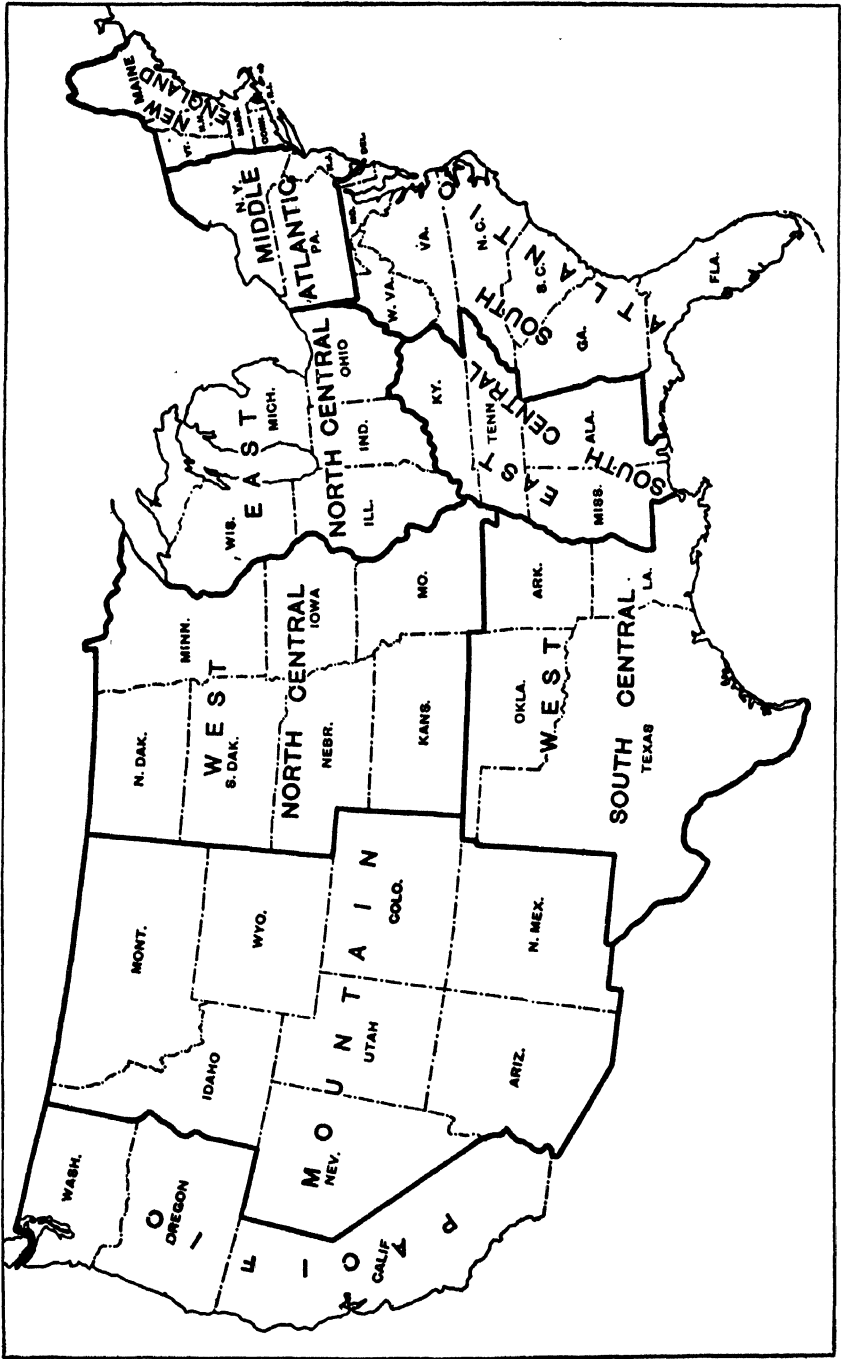 PACIFIC
WASH.
OREGON
CALIF
MOUNTAIN
MONT.
IDAHO
WYO.
NEV.
UTAH
COLO.
ARIZ.
N. MEX.
WEST
NORTH CENTRAL
N. DAK.
MINN.
S. DAK.
NEBR.
IOWA
KANS.
MO.
WEST
SOUTH CENTRAL
OKLA.
ARK.
TEXAS
LA.
EAST
NORTH CENTRAL
WIS.
MICH.
ILL.
IND.
OHIO
EAST
SOUTH CENTRAL
KY.
TENN
MISS.
ALA.
SOUTH
ATLANTIC
DEL.
MD.
W. VA.
VA.
N.C.
S.C.
GA.
FLA.
MIDDLE
ATLANTIC
N.Y.
PA.
N.J.
NEW
ENGLAND
MAINE
VT.
N.H.
MASS.
CONN.
R.I.